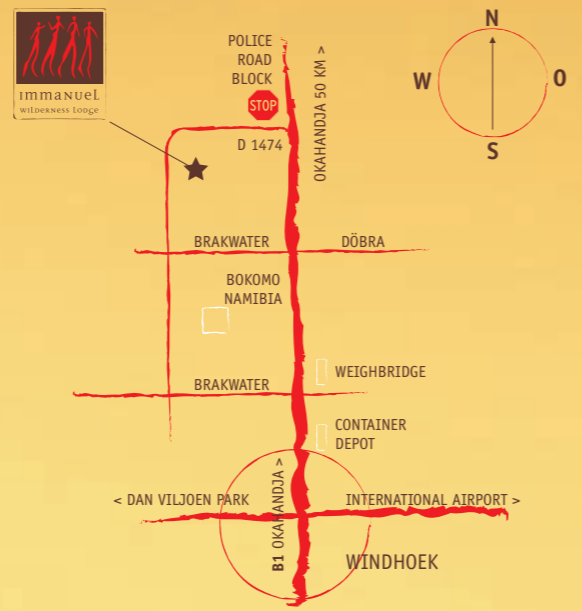 immanueL
WILDERNESS LODGE
POLICE
ROAD
BLOCK
STOP
D 1474
OKAHANDJA 50 KM >
N
W
O
S
BRAKWATER
DÖBRA
BOKOMO
NAMIBIA
WEIGHBRIDGE
BRAKWATER
CONTAINER
DEPOT
< DAN VILJOEN PARK
B1 OKAHANDJA >
INTERNATIONAL AIRPORT >
WINDHOEK